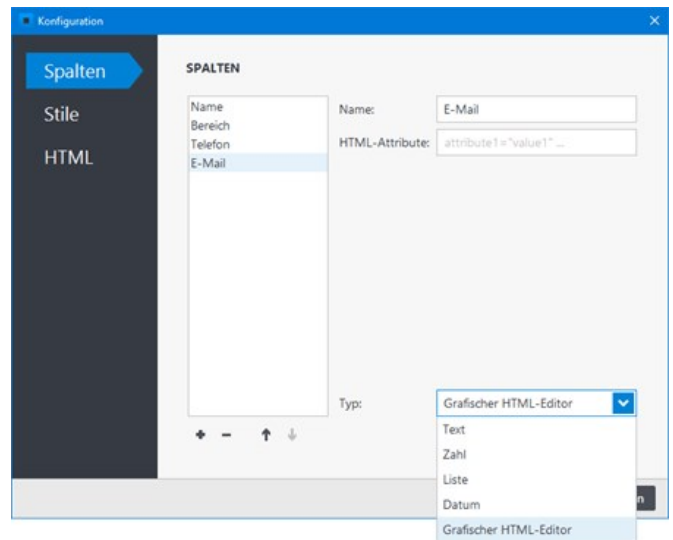 Konfiguration
Spalten
Stile
HTML
SPALTEN
Name
Bereich
Telefon
E-Mail
Name:
E-Mail
HTML-Attribute:
attribute1="value1" ...
Typ:
Grafischer HTML-Editor
Text
Zahl
Liste
Datum
Grafischer HTML-Editor